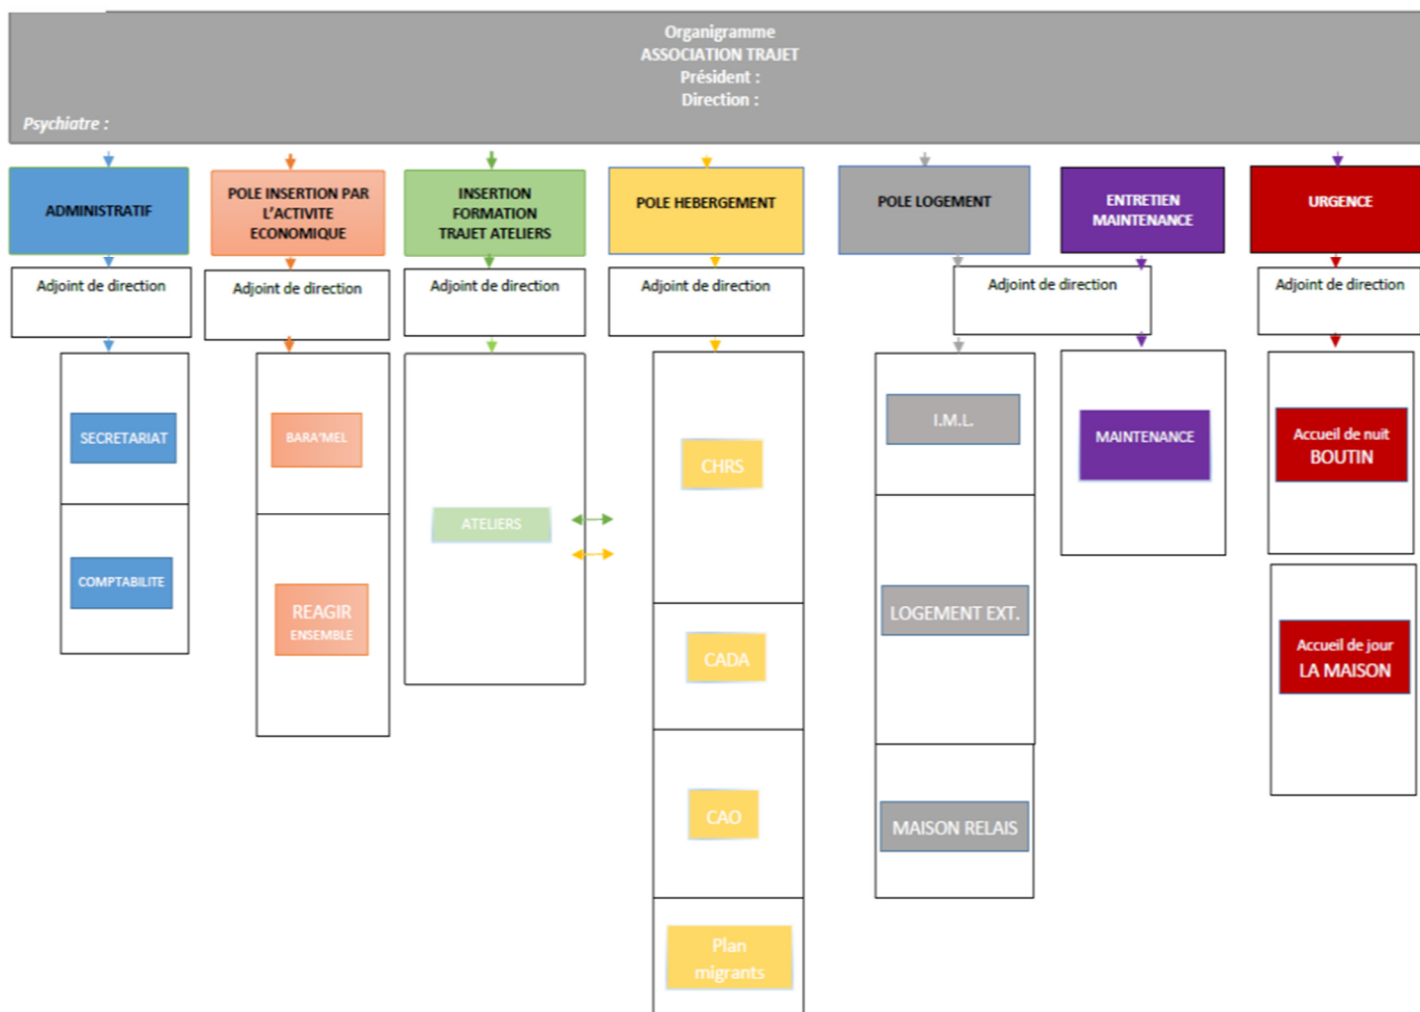 Organigramme
ASSOCIATION TRAJET
Président :
Direction :
Psychiatre :
ADMINISTRATIF
POLE INSERTION PAR
L'ACTIVITE
ECONOMIQUE
INSERTION
FORMATION
TRAJET ATELIERS
POLE HEBERGEMENT
POLE LOGEMENT
ENTRETIEN
MAINTENANCE
URGENCE
Adjoint de direction
Adjoint de direction
Adjoint de direction
Adjoint de direction
Adjoint de direction
Adjoint de direction
SECRETARIAT
COMPTABILITE
BARA'MEL
REAGIR
ENSEMBLE
ATELIERS
CHRS
CADA
CAO
Plan
migrants
I.M.L.
LOGEMENT EXT.
MAISON RELAIS
MAINTENANCE
Accueil de nuit
BOUTIN
Accueil de jour
LA MAISON